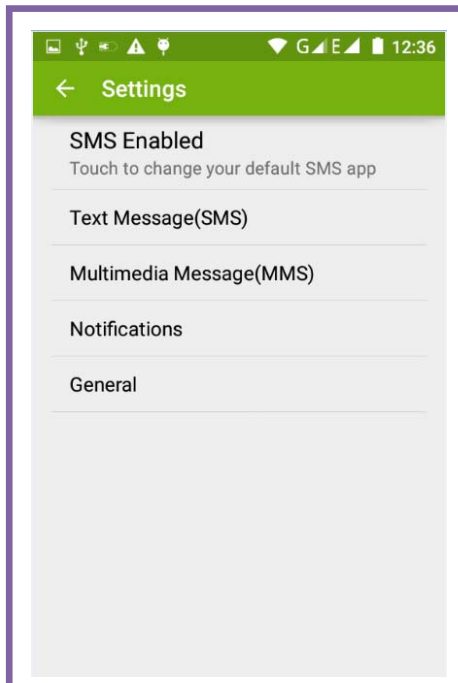 G E 12:36
Settings
SMS Enabled
Touch to change your default SMS app
Text Message(SMS)
Multimedia Message(MMS)
Notifications
General